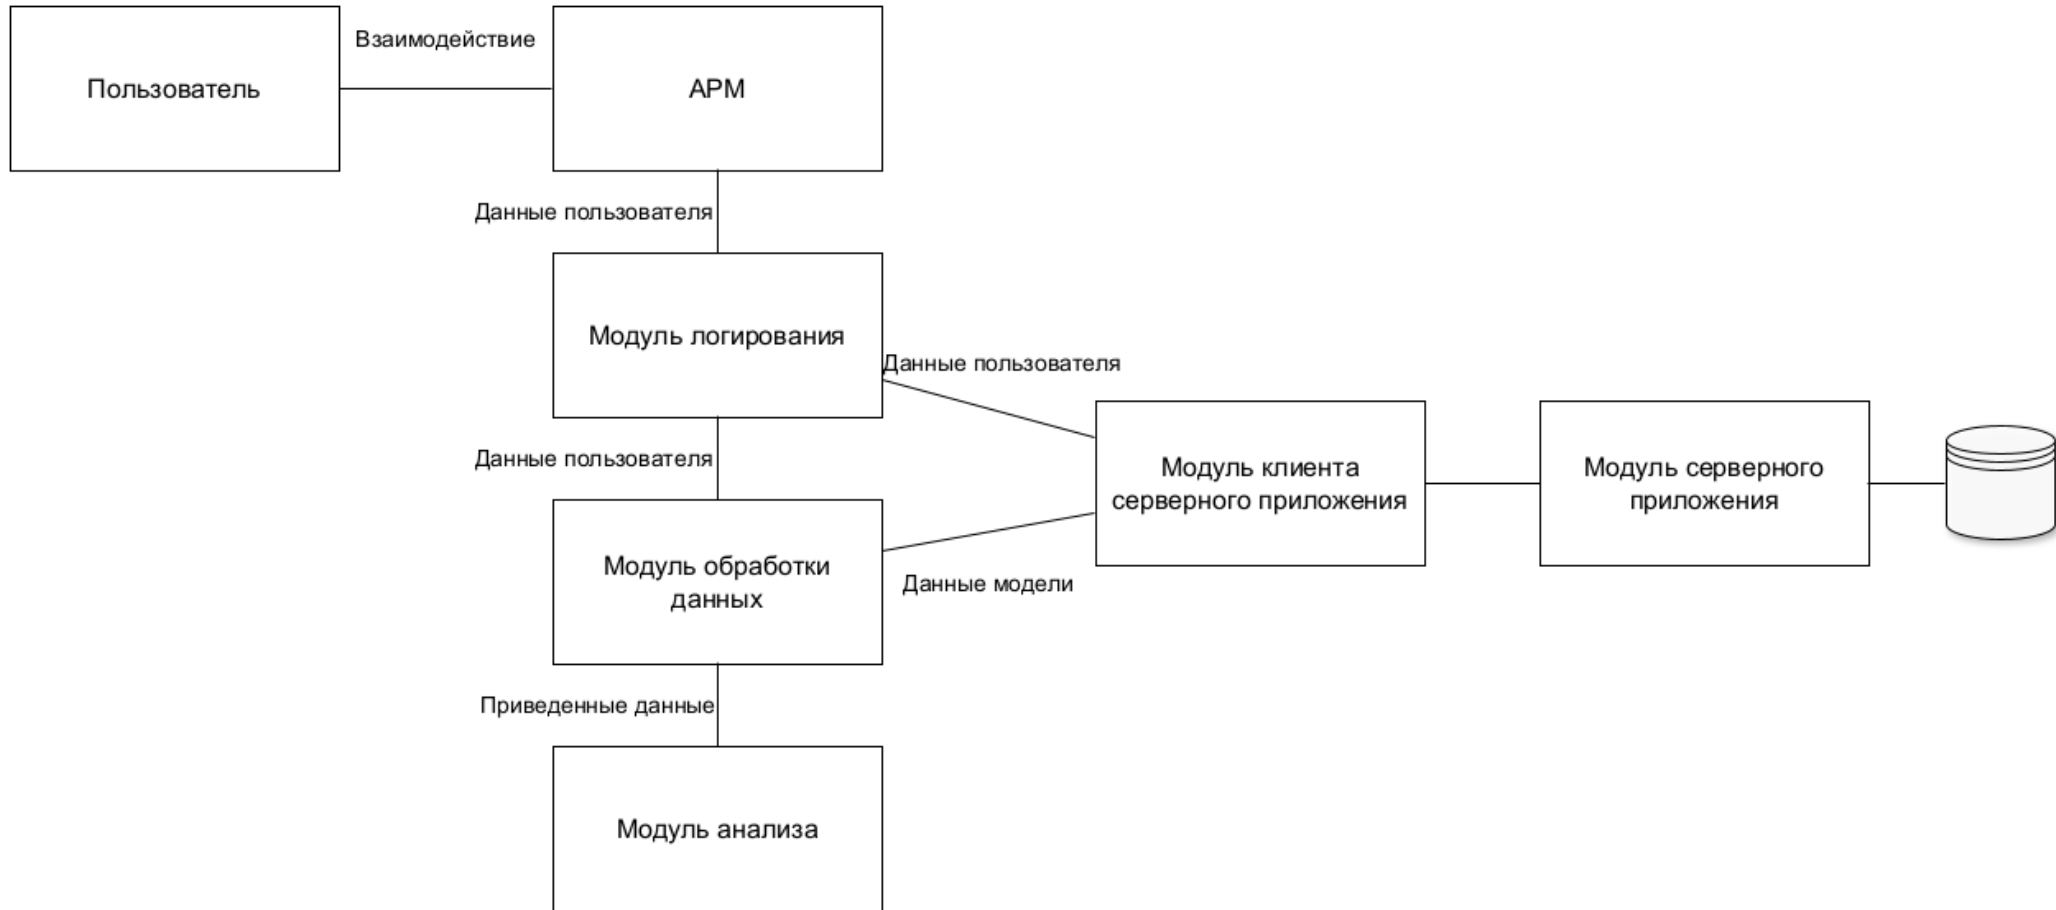 Взаимодействие
Пользователь
АРМ
Данные пользователя
Модуль логирования
Данные пользователя
Данные пользователя
Модуль клиента
серверного приложения
Модуль серверного
приложения
Модуль обработки
данных
Данные модели
Приведенные данные
Модуль анализа